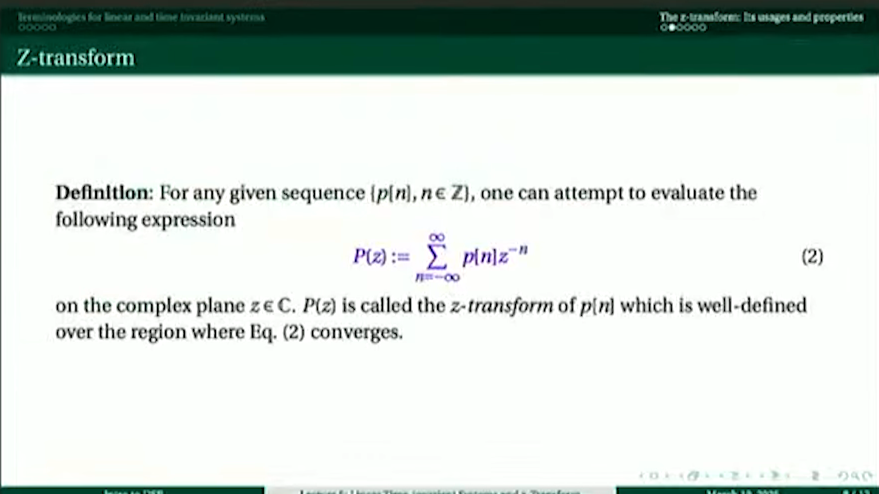 Terminologies for linear and time invariant systems
The z-transform: Its usages and properties
Z-transform
Definition: For any given sequence {p[n], n ∈ ℤ}, one can attempt to evaluate the
following expression
P(z) := ∑_{n=-∞}^{∞} p[n]z^{-n} (2)
on the complex plane z ∈ ℂ. P(z) is called the z-transform of p[n] which is well-defined
over the region where Eq. (2) converges.